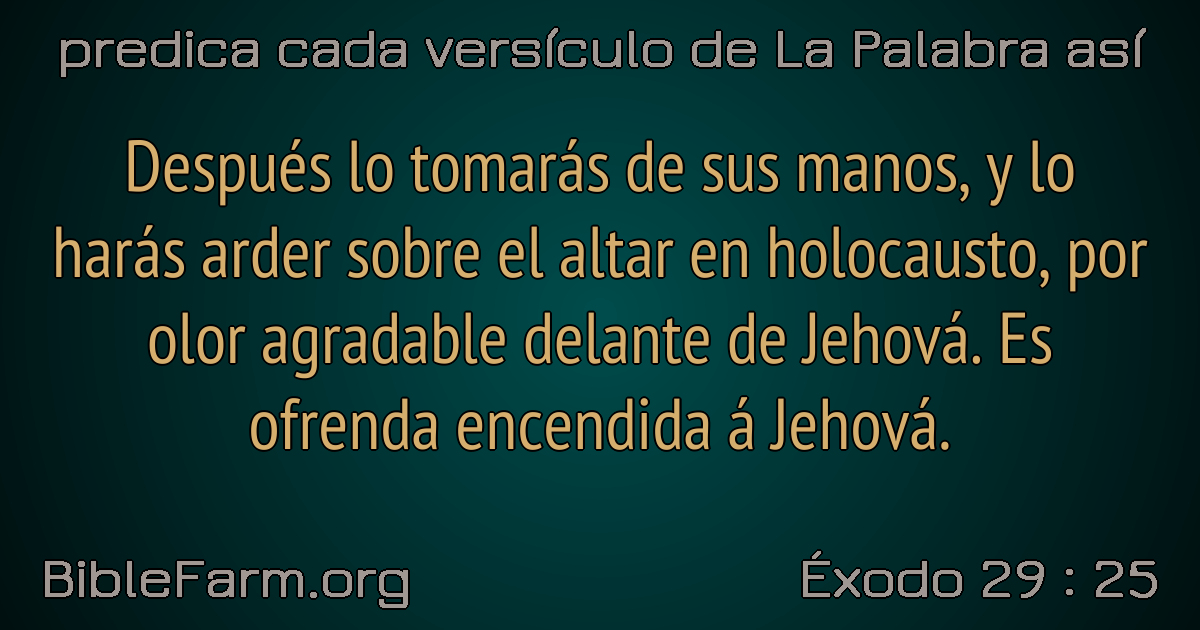 predica cada versículo de La Palabra así
Después lo tomarás de sus manos, y lo
harás arder sobre el altar en holocausto, por
olor agradable delante de Jehová. Es
ofrenda encendida á Jehová.
BibleFarm.org
Éxodo 29 : 25